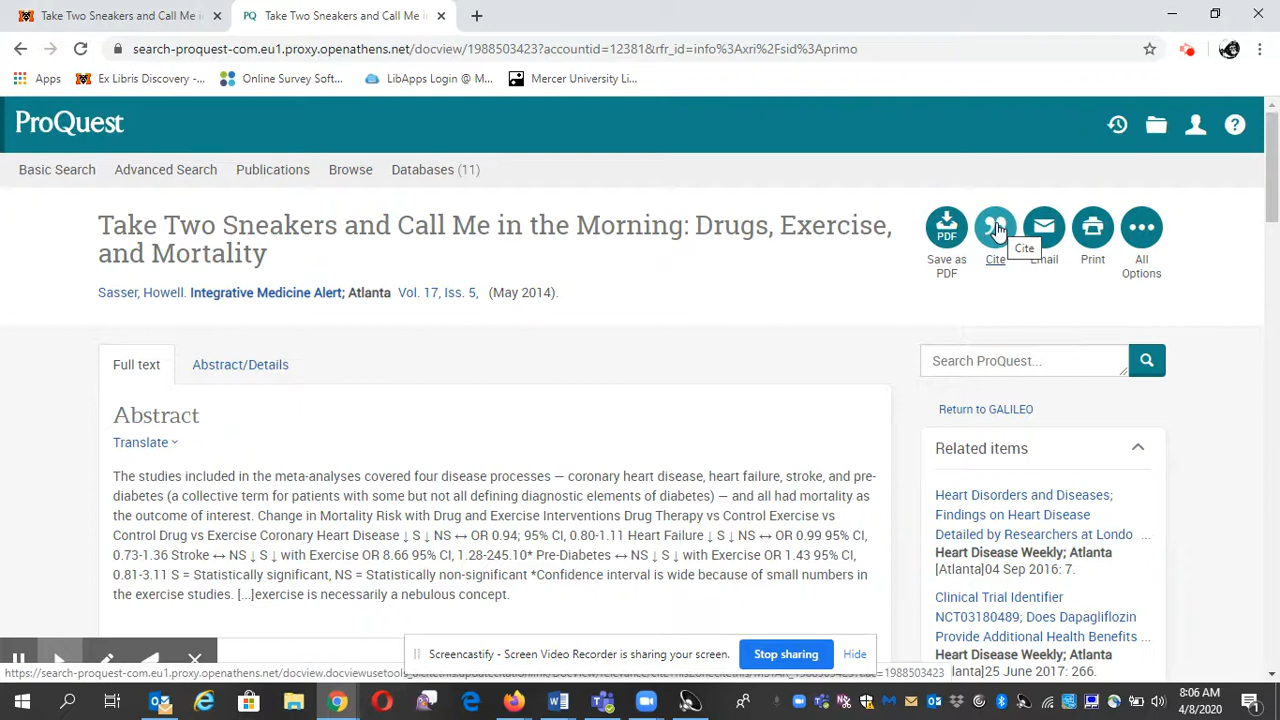 Take Two Sneakers and Call Me in
PQ Take Two Sneakers and Call Me i
search-proquest-com.eu1.proxy.openathens.net/docview/1988503423?accountid=12381&rfr_id=info%3Axri%2Fsid%3Aprimo
Apps Ex Libris Discovery -... Online Survey Soft... LibApps Login @ M... Mercer University Li...
ProQuest
Basic Search Advanced Search Publications Browse Databases (11)
Take Two Sneakers and Call Me in the Morning: Drugs, Exercise,
and Mortality
PDF
Save as PDF
Cite
Cite
Email
Print
All Options
Sasser, Howell. Integrative Medicine Alert; Atlanta Vol. 17, Iss. 5, (May 2014).
Full text Abstract/Details
Abstract
Translate
The studies included in the meta-analyses covered four disease processes — coronary heart disease, heart failure, stroke, and pre-
diabetes (a collective term for patients with some but not all defining diagnostic elements of diabetes) — and all had mortality as
the outcome of interest. Change in Mortality Risk with Drug and Exercise Interventions Drug Therapy vs Control Exercise vs
Control Drug vs Exercise Coronary Heart Disease ↓ S ↓ NS ↔ OR 0.94; 95% CI, 0.80-1.11 Heart Failure ↓ S ↓ NS ↔ OR 0.99 95% CI,
0.73-1.36 Stroke ↔ NS ↓ S ↓ with Exercise OR 8.66 95% CI, 1.28-245.10* Pre-Diabetes ↔ NS ↓ NS ↓ with Exercise OR 1.43 95% CI,
0.81-3.11 S = Statistically significant, NS = Statistically non-significant *Confidence interval is wide because of small numbers in
the exercise studies. [...]exercise is necessarily a nebulous concept.
Search ProQuest...
Return to GALILEO
Related items
Heart Disorders and Diseases;
Findings on Heart Disease
Detailed by Researchers at Londo ...
Heart Disease Weekly; Atlanta
[Atlanta]04 Sep 2016: 7.
Clinical Trial Identifier
NCT03180489; Does Dapagliflozin
Provide Additional Health Benefits ...
Heart Disease Weekly; Atlanta
[Atlanta]25 June 2017: 266.
Screencastify - Screen Video Recorder is sharing your screen. Stop sharing Hide
8:06 AM
4/8/2020